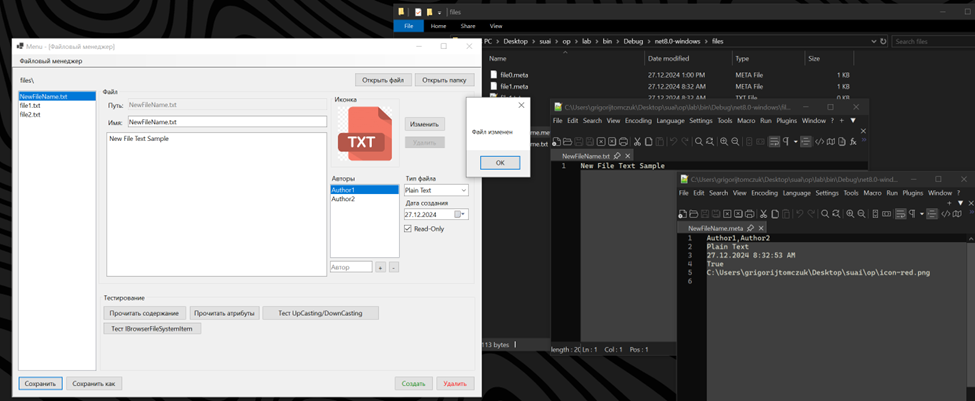 files
File Home Share View
PC > Desktop > suai > op > lab > bin > Debug > net8.0-windows > files
Search files
Name Date modified Type Size
file0.meta 27.12.2024 1:00 PM META File 1 KB
file1.meta 27.12.2024 8:32 AM META File 1 KB
27.12.2024 8:32 AM TXT File 0 KB
113 bytes
Menu - [Файловый менеджер]
Файловый менеджер
files\
Открыть файл Открыть папку
NewFileName.txt
file1.txt
file2.txt
Файл
Путь: NewFileName.txt
Имя: NewFileName.txt
New File Text Sample
Иконка
TXT
Изменить
Удалить
Авторы
Author1
Author2
Автор + -
Тип файла
Plain Text
Дата создания
27.12.2024
Read-Only
Тестирование
Прочитать содержание Прочитать атрибуты Тест UpCasting/DownCasting
Тест IBrowserFileSystemItem
Сохранить Сохранить как Создать Удалить
Файл изменен
OK
C:\Users\grigorijtomczuk\Desktop\suai\op\lab\bin\Debug\net8.0-windows\fil...
File Edit Search View Encoding Language Settings Tools Macro Run Plugins Window ?
NewFileName.txt
1 New File Text Sample
length : 20 Ln : 1 Col : 1 Pos : 1
C:\Users\grigorijtomczuk\Desktop\suai\op\lab\bin\Debug\net8.0-wind...
File Edit Search View Encoding Language Settings Tools Macro Run Plugins Window ?
NewFileName.meta
1 Author1,Author2
2 Plain Text
3 27.12.2024 8:32:53 AM
4 True
5 C:\Users\grigorijtomczuk\Desktop\suai\op\icon-red.png
6